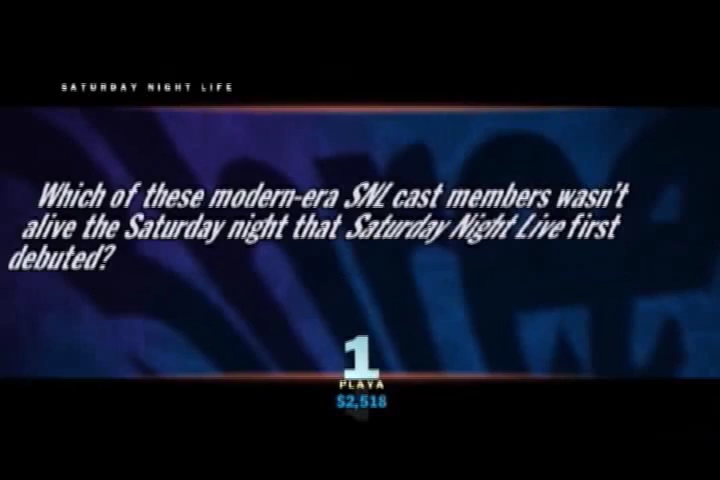 SATURDAY NIGHT LIFE
Which of these modern-era SNL cast members wasn't
alive the Saturday night that Saturday Night Live first
debuted?
1
PLAYA
$2,518